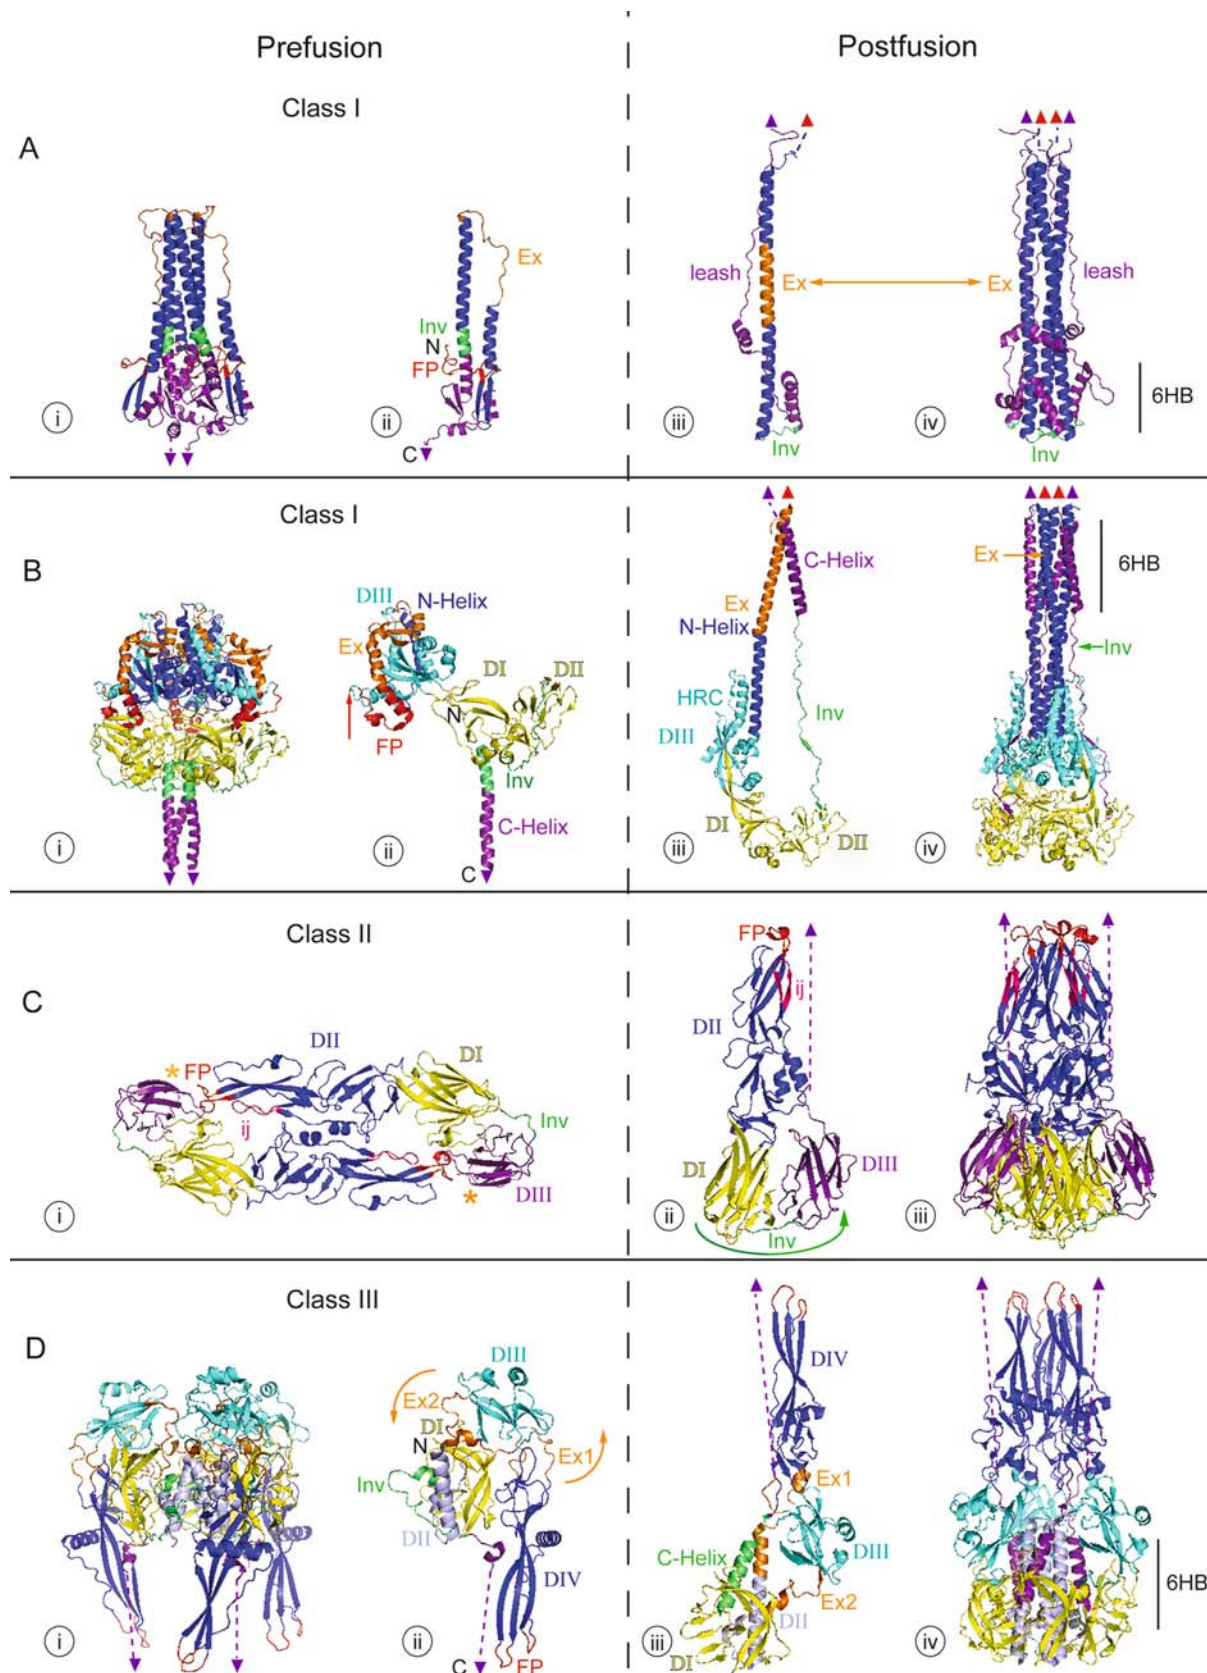 Prefusion
Postfusion
Class I
A
Ex
Inv
N
FP
C
i
ii
leash
Ex
Ex
leash
6HB
Inv
Inv
iii
iv
Class I
B
DIII
N-Helix
Ex
DI
DII
N
FP
Inv
C-Helix
C
i
ii
C-Helix
Ex
N-Helix
HRC
DIII
Inv
DI
DII
Ex
6HB
Inv
iii
iv
Class II
C
DII
DI
* FP
ij
Inv
*
DIII
i
FP
ij
DII
DI
DIII
Inv
ii
iii
Class III
D
DIII
Ex2
DI
N
Ex1
Inv
DII
DIV
C
FP
i
ii
DIV
Ex1
C-Helix
DIII
Ex2
DII
DI
6HB
iii
iv